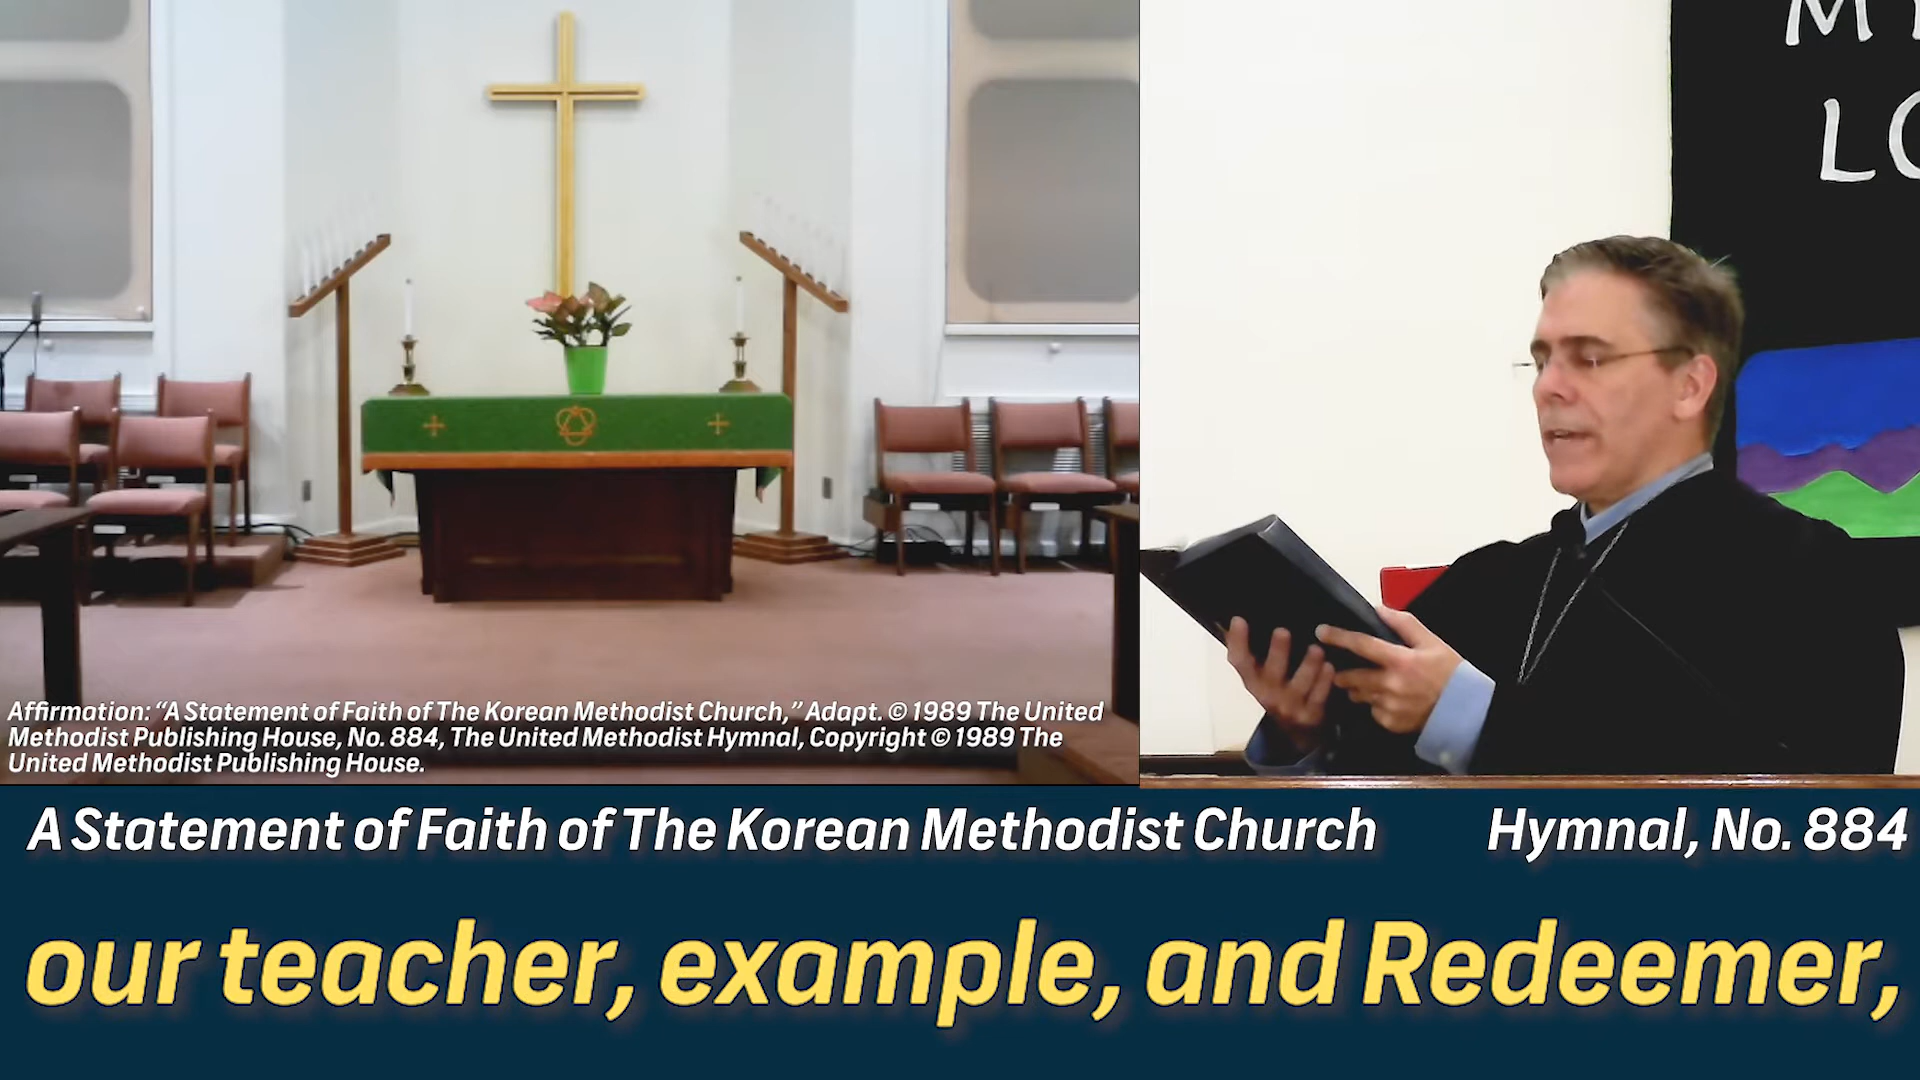 MY
LO
Affirmation: “A Statement of Faith of The Korean Methodist Church,” Adapt. © 1989 The United
Methodist Publishing House, No. 884, The United Methodist Hymnal, Copyright © 1989 The
United Methodist Publishing House.
A Statement of Faith of The Korean Methodist Church Hymnal, No. 884
our teacher, example, and Redeemer,